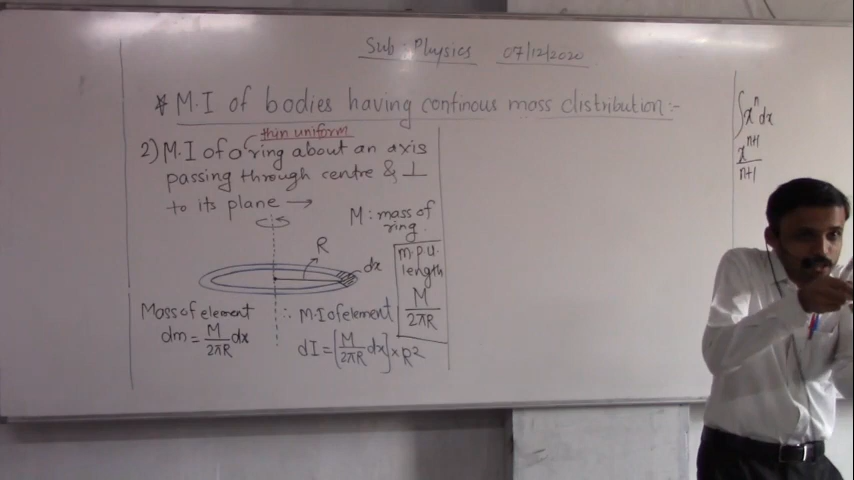 Sub : Physics 07/12/2020
* M.I of bodies having continous mass distribution:-
thin uniform
2) M.I of a ring about an axis
passing through centre & ⊥
to its plane →
M : mass of
ring.
R
dx
m.p.u.
length
M
2πR
Mass of element
dm = M/2πR dx
∴ M.I of element
dI = [M/2πR dx] × R²
∫xⁿdx
xⁿ⁺¹
n+1